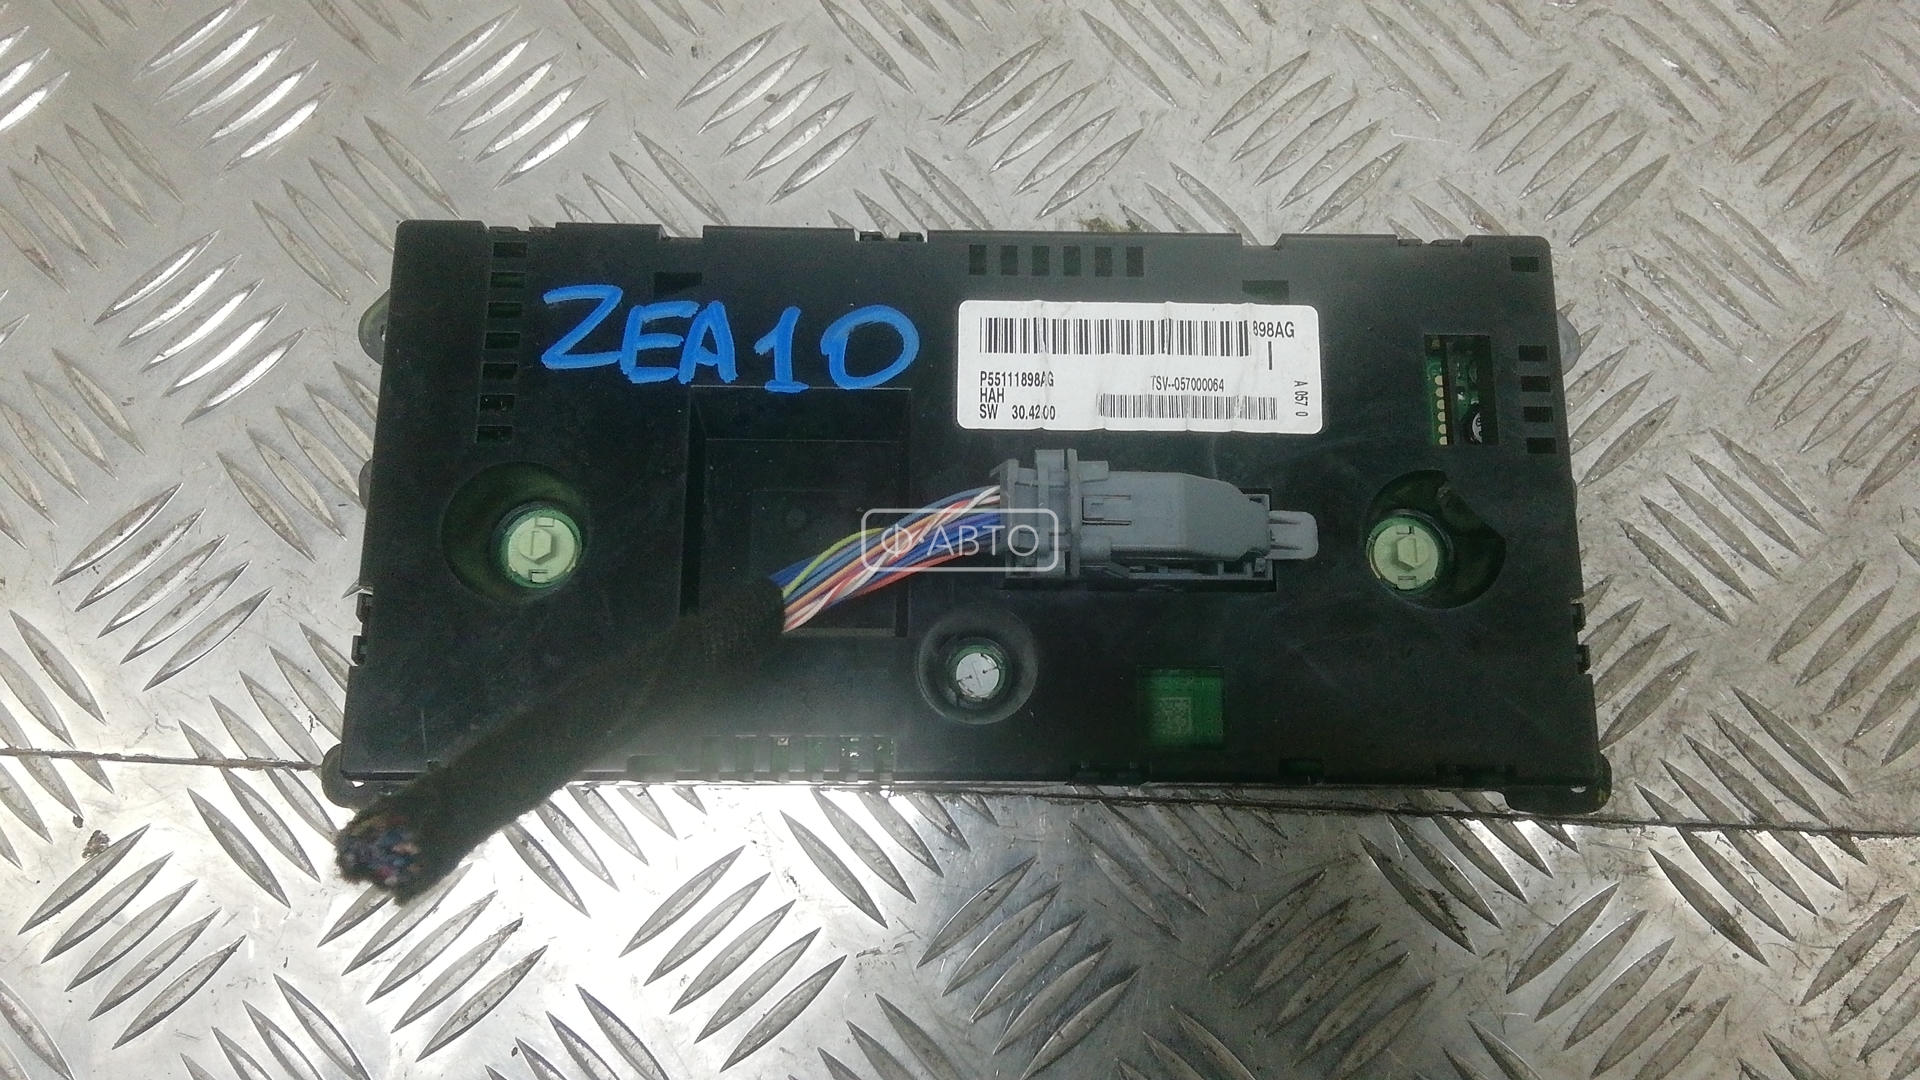 ZEA10
898AG
P55111898AG
HAH
SW 30.42.00
TSV--057000064
A 057 0
Ф·АВТО